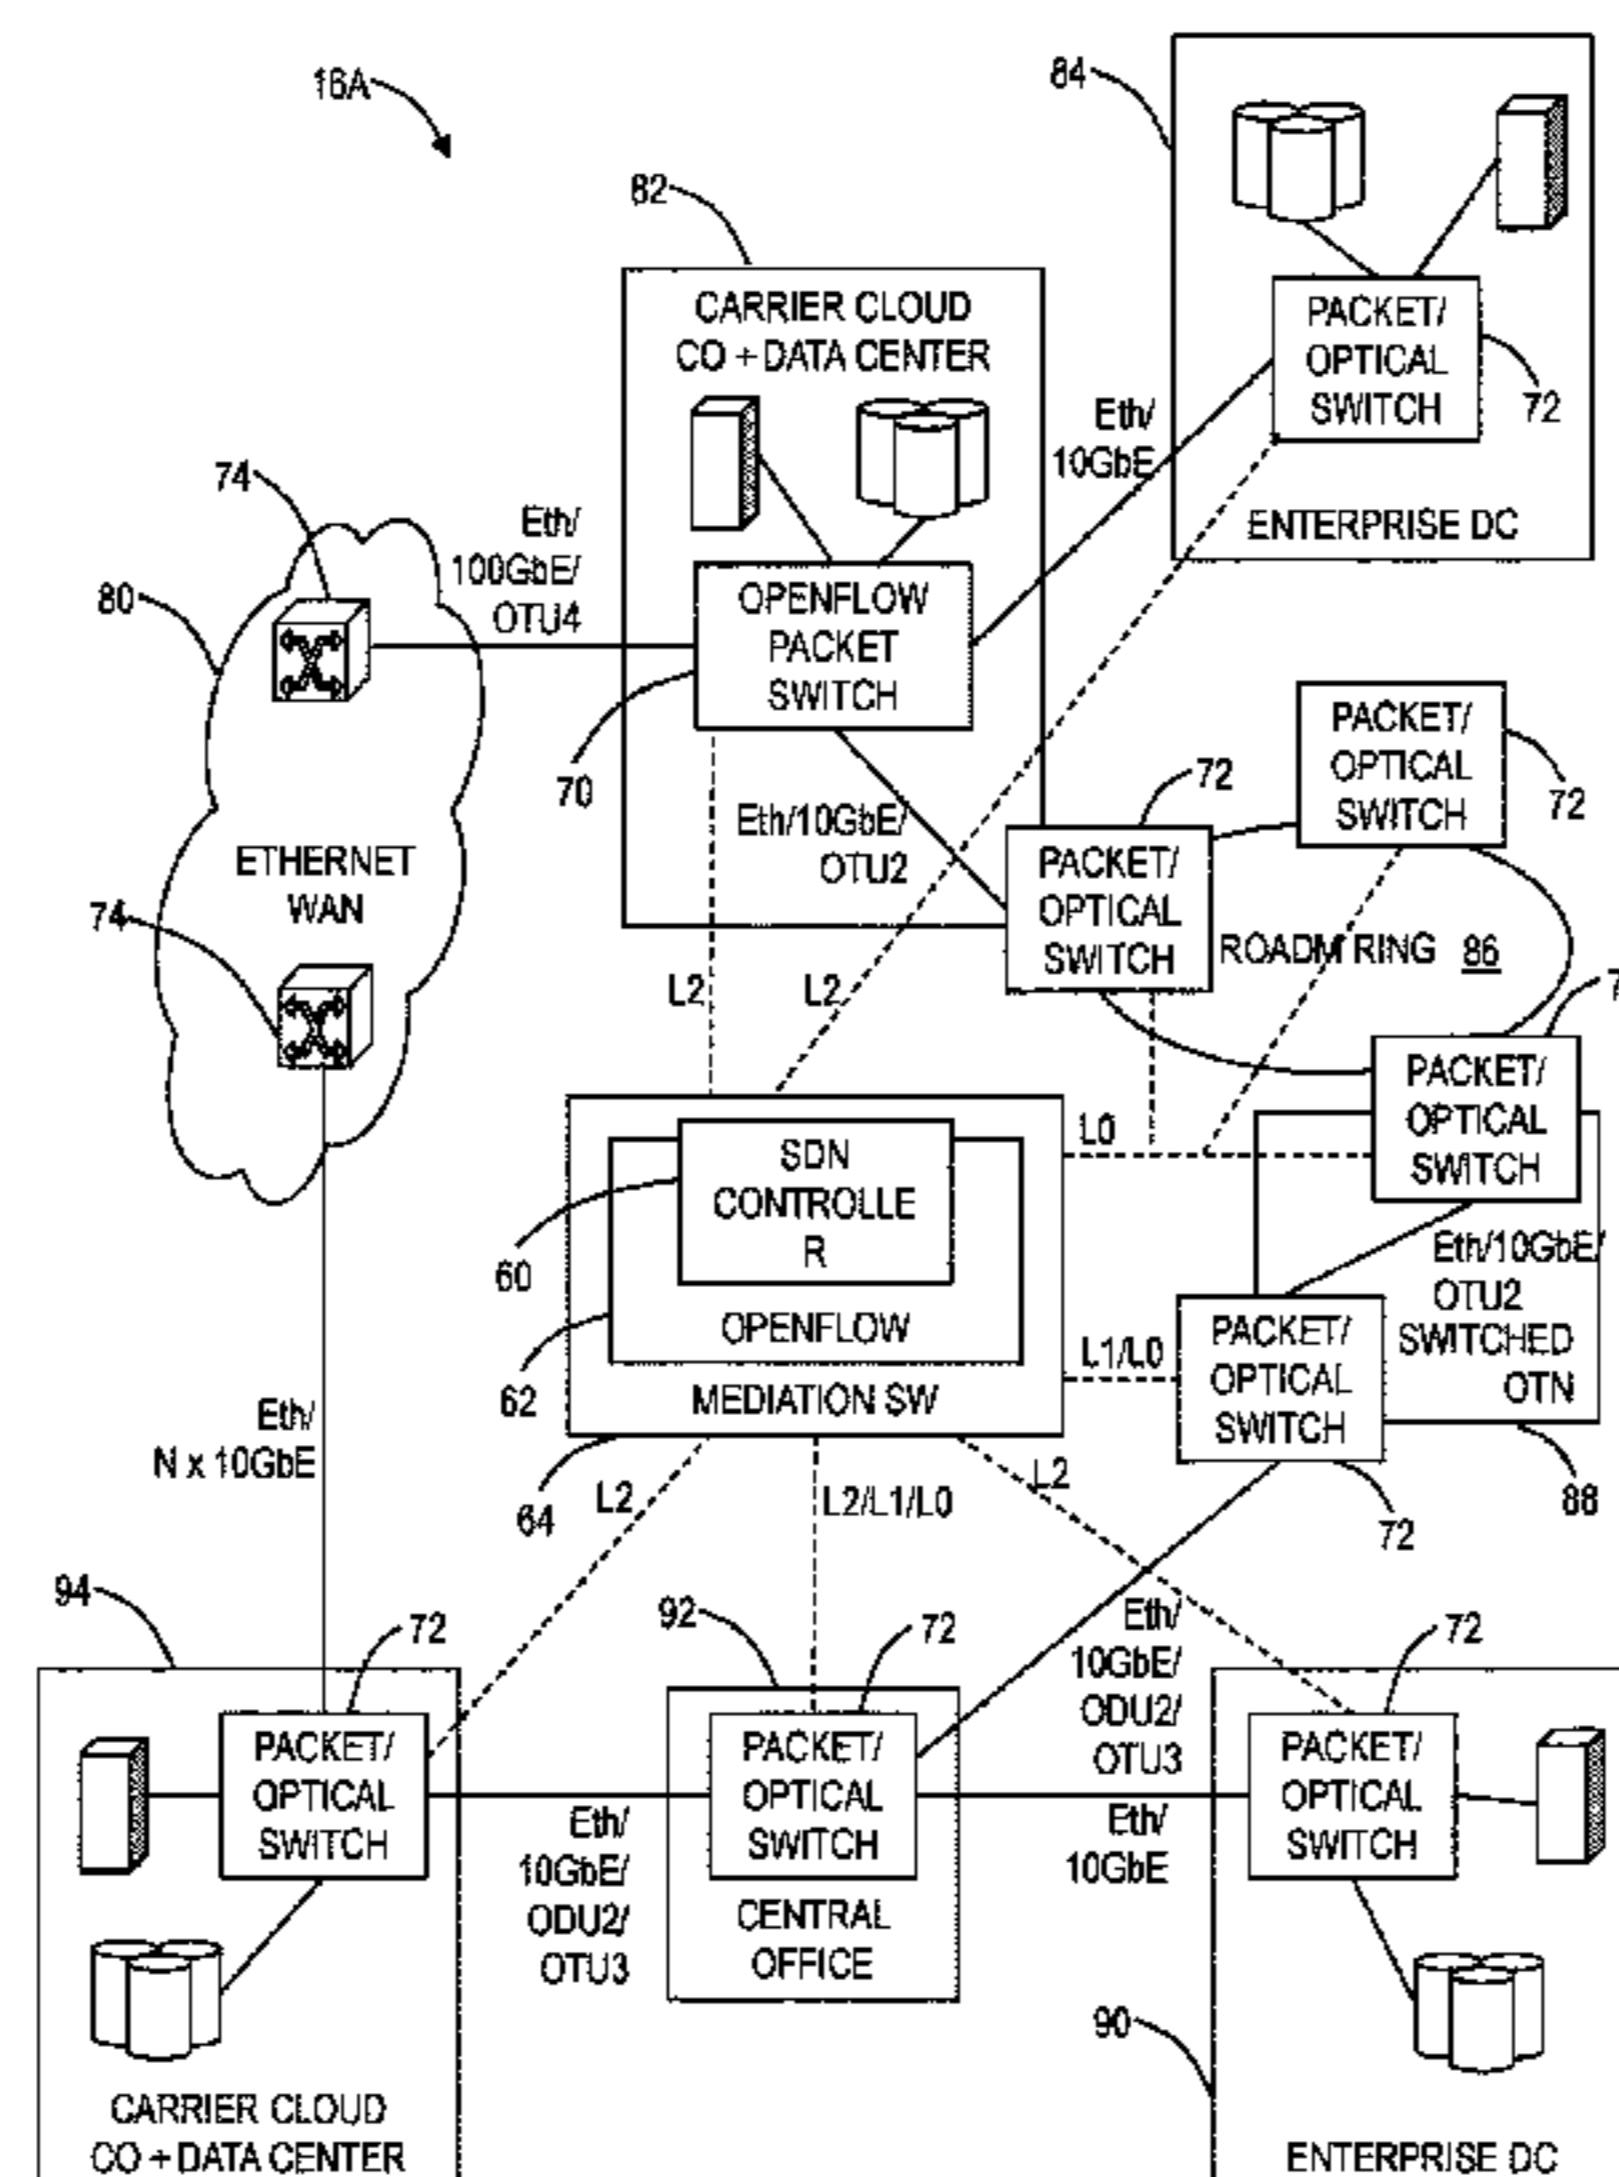 16A
84
82
CARRIER CLOUD
CO + DATA CENTER
PACKET/
OPTICAL
SWITCH
72
Eth/
10GbE
ENTERPRISE DC
74
80
Eth/
100GbE/
OTU4
OPENFLOW
PACKET
SWITCH
70
ETHERNET
WAN
74
Eth/10GbE/
OTU2
72
PACKET/
OPTICAL
SWITCH
PACKET/
OPTICAL
SWITCH
72
ROADM RING 86
L2
L2
PACKET/
OPTICAL
SWITCH
L0
SDN
CONTROLLE
R
60
OPENFLOW
62
MEDIATION SW
64
Eth/10GbE/
OTU2
SWITCHED
OTN
88
L1/L0
PACKET/
OPTICAL
SWITCH
72
Eth/
N x 10GbE
L2
L2/L1/L0
L2
94
72
PACKET/
OPTICAL
SWITCH
CARRIER CLOUD
CO + DATA CENTER
Eth/
10GbE/
ODU2/
OTU3
92
72
PACKET/
OPTICAL
SWITCH
CENTRAL
OFFICE
Eth/
10GbE/
ODU2/
OTU3
Eth/
10GbE
72
PACKET/
OPTICAL
SWITCH
90
ENTERPRISE DC